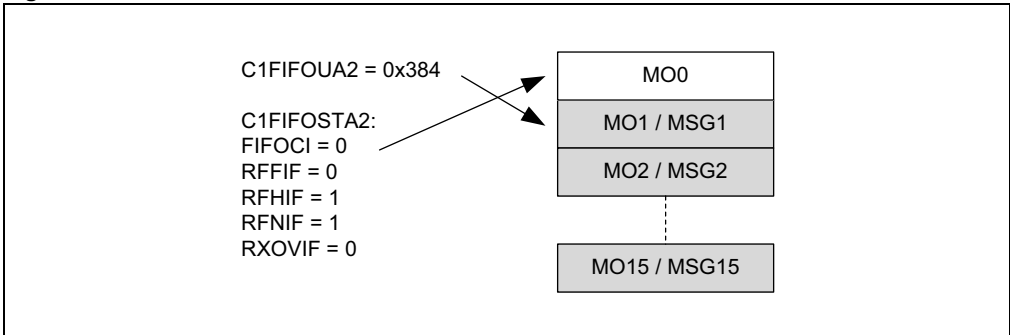 C1FIFOUA2 = 0x384
C1FIFOSTA2:
FIFOCI = 0
RFFIF = 0
RFHIF = 1
RFNIF = 1
RXOVIF = 0
MO0
MO1 / MSG1
MO2 / MSG2
MO15 / MSG15